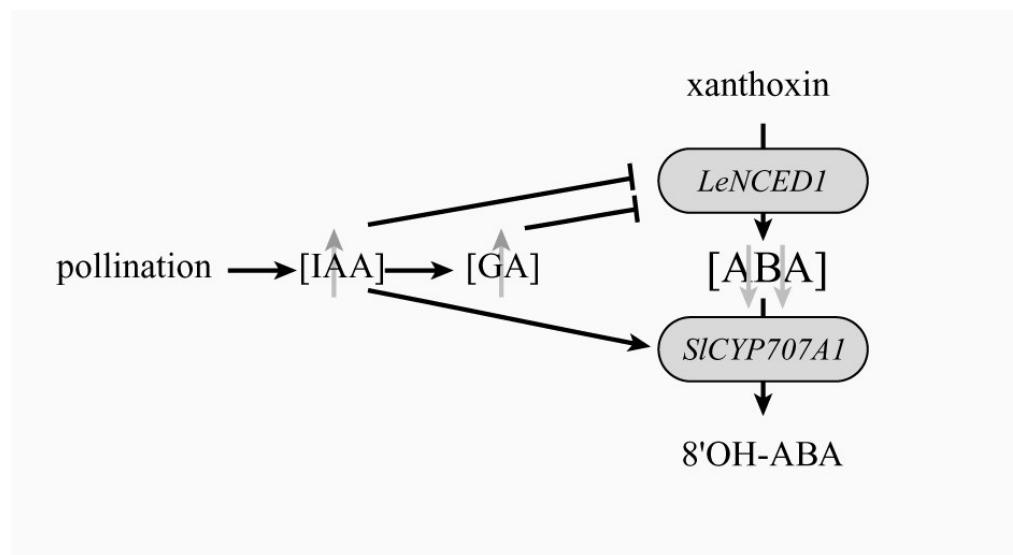 xanthoxin
LeNCED1
pollination [IAA] [GA] [ABA]
SlCYP707A1
8'OH-ABA